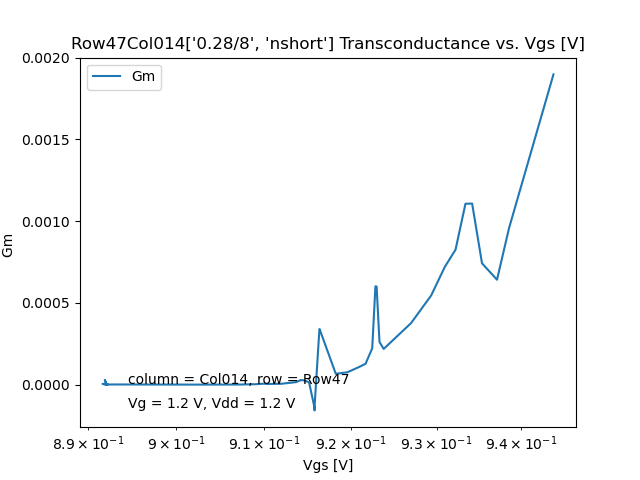 Row47Col014['0.28/8', 'nshort'] Transconductance vs. Vgs [V]
Gm
0.0020
0.0015
0.0010
0.0005
0.0000
Gm
column = Col014, row = Row47
Vg = 1.2 V, Vdd = 1.2 V
8.9 × 10⁻¹ 9 × 10⁻¹ 9.1 × 10⁻¹ 9.2 × 10⁻¹ 9.3 × 10⁻¹ 9.4 × 10⁻¹
Vgs [V]